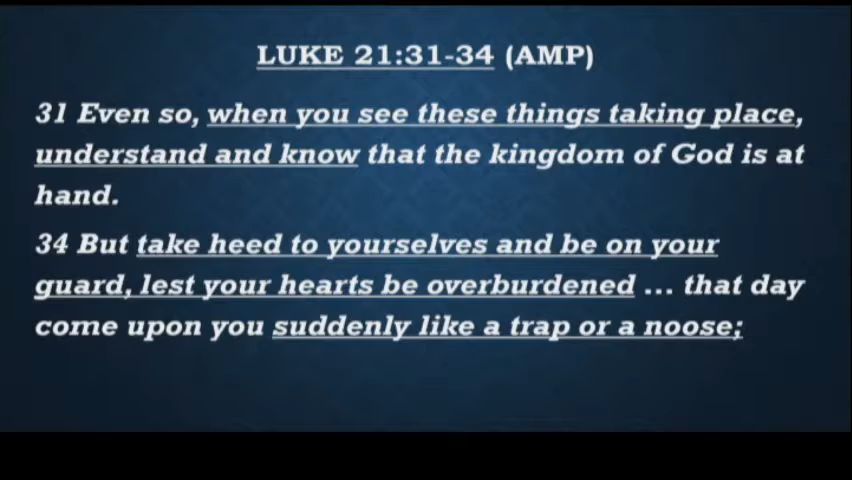 LUKE 21:31-34 (AMP)
31 Even so, when you see these things taking place,
understand and know that the kingdom of God is at
hand.
34 But take heed to yourselves and be on your
guard, lest your hearts be overburdened ... that day
come upon you suddenly like a trap or a noose;